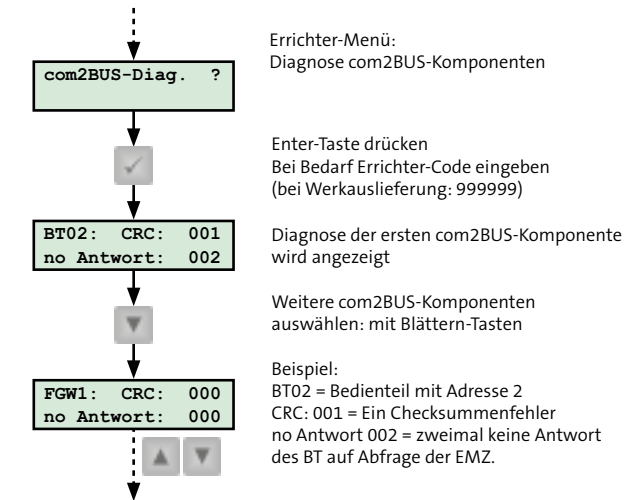 Errichter-Menü:
Diagnose com2BUS-Komponenten
com2BUS-Diag. ?
Enter-Taste drücken
Bei Bedarf Errichter-Code eingeben
(bei Werkauslieferung: 999999)
BT02: CRC: 001
no Antwort: 002
Diagnose der ersten com2BUS-Komponente
wird angezeigt
Weitere com2BUS-Komponenten
auswählen: mit Blättern-Tasten
FGW1: CRC: 000
no Antwort: 000
Beispiel:
BT02 = Bedienteil mit Adresse 2
CRC: 001 = Ein Checksummenfehler
no Antwort 002 = zweimal keine Antwort
des BT auf Abfrage der EMZ.